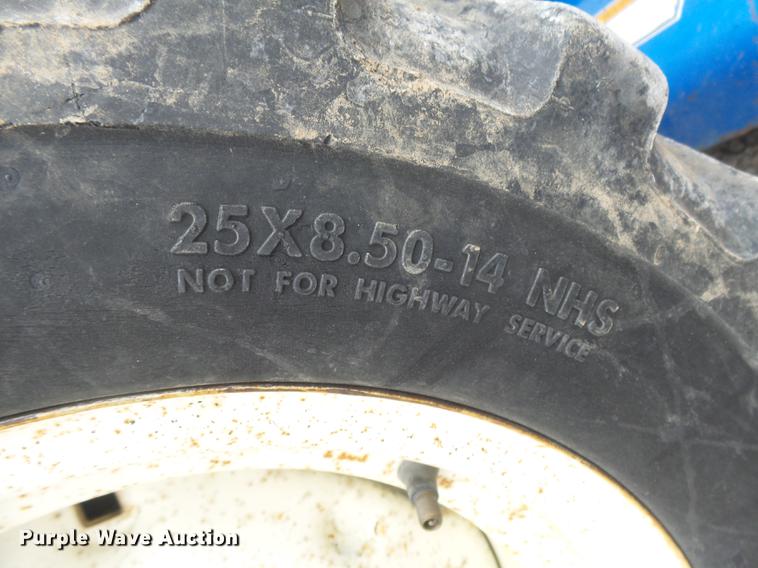 25X8.50-14 NHS
NOT FOR HIGHWAY SERVICE
Purple Wave Auction